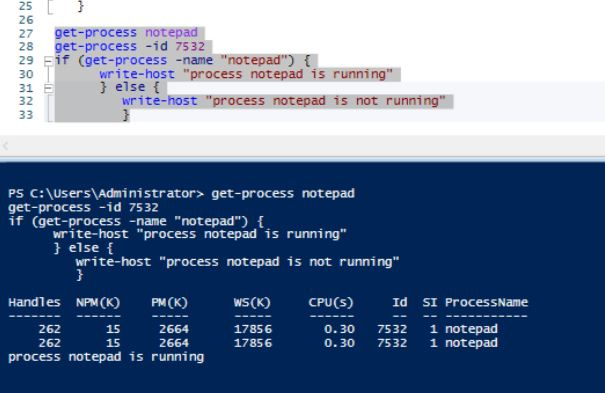 25 }
26
27 get-process notepad
28 get-process -id 7532
29 if (get-process -name "notepad") {
30 write-host "process notepad is running"
31 } else {
32 write-host "process notepad is not running"
33 }
PS C:\Users\Administrator> get-process notepad
get-process -id 7532
if (get-process -name "notepad") {
write-host "process notepad is running"
} else {
write-host "process notepad is not running"
}
Handles NPM(K) PM(K) WS(K) CPU(s) Id SI ProcessName
------- ------ ----- ----- ------ -- -- -----------
262 15 2664 17856 0.30 7532 1 notepad
262 15 2664 17856 0.30 7532 1 notepad
process notepad is running